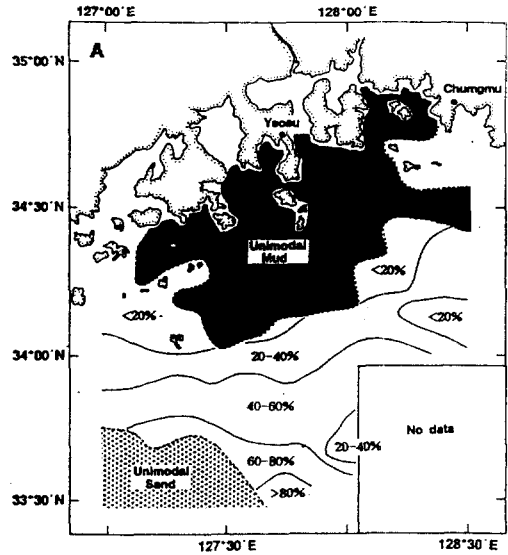 127°00´E
128°00´E
A
35°00´N
Chungmu
Yeosu
34°30´N
Unimodal
Mud
<20%
<20%
<20%
34°00´N
20-40%
40-60%
No data
20-40%
60-80%
Unimodal
Sand
>80%
33°30´N
127°30´E
128°30´E